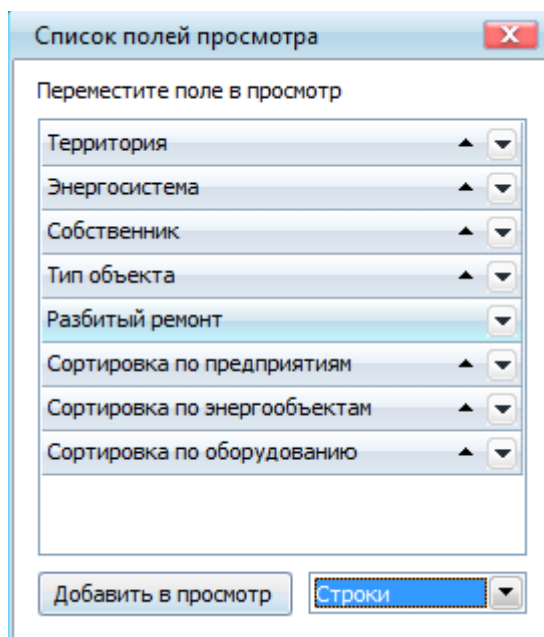 Список полей просмотра
Переместите поле в просмотр
Территория
Энергосистема
Собственник
Тип объекта
Разбитый ремонт
Сортировка по предприятиям
Сортировка по энергообъектам
Сортировка по оборудованию
Добавить в просмотр Строки